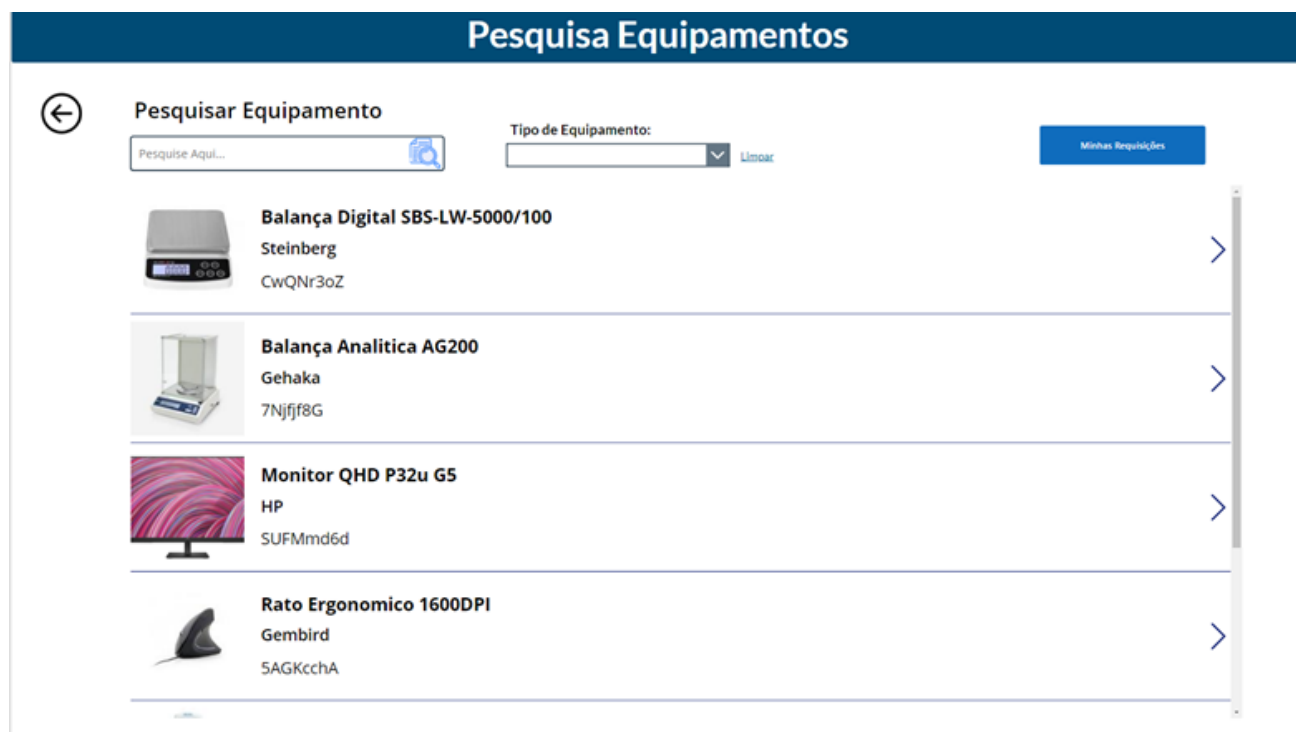 Pesquisa Equipamentos
Pesquisar Equipamento
Tipo de Equipamento:
Pesquise Aqui...
Limpar
Minhas Requisições
Balança Digital SBS-LW-5000/100
Steinberg
CwQNr3oZ
Balança Analitica AG200
Gehaka
7Njfjf8G
Monitor QHD P32u G5
HP
SUFMmd6d
Rato Ergonomico 1600DPI
Gembird
5AGKcchA